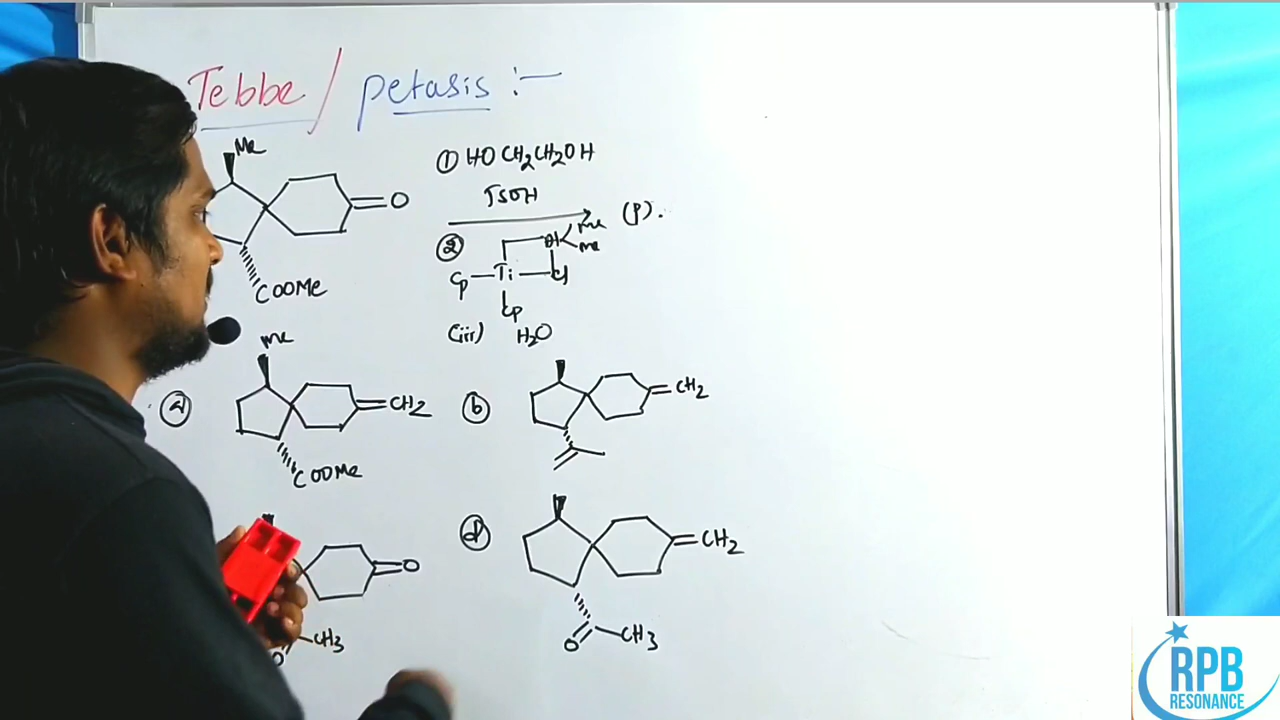 Tebbe / petasis :-
Me
① HOCH₂CH₂OH
TSOH
O
(P).
COOMe
②
Me
Me
Al
Cp Ti Cl
Cp
(iii) H₂O
Me
ⓐ
CH₂
COOMe
ⓑ
CH₂
O
CH₃
O
ⓓ
CH₂
O
CH₃
RPB
RESONANCE